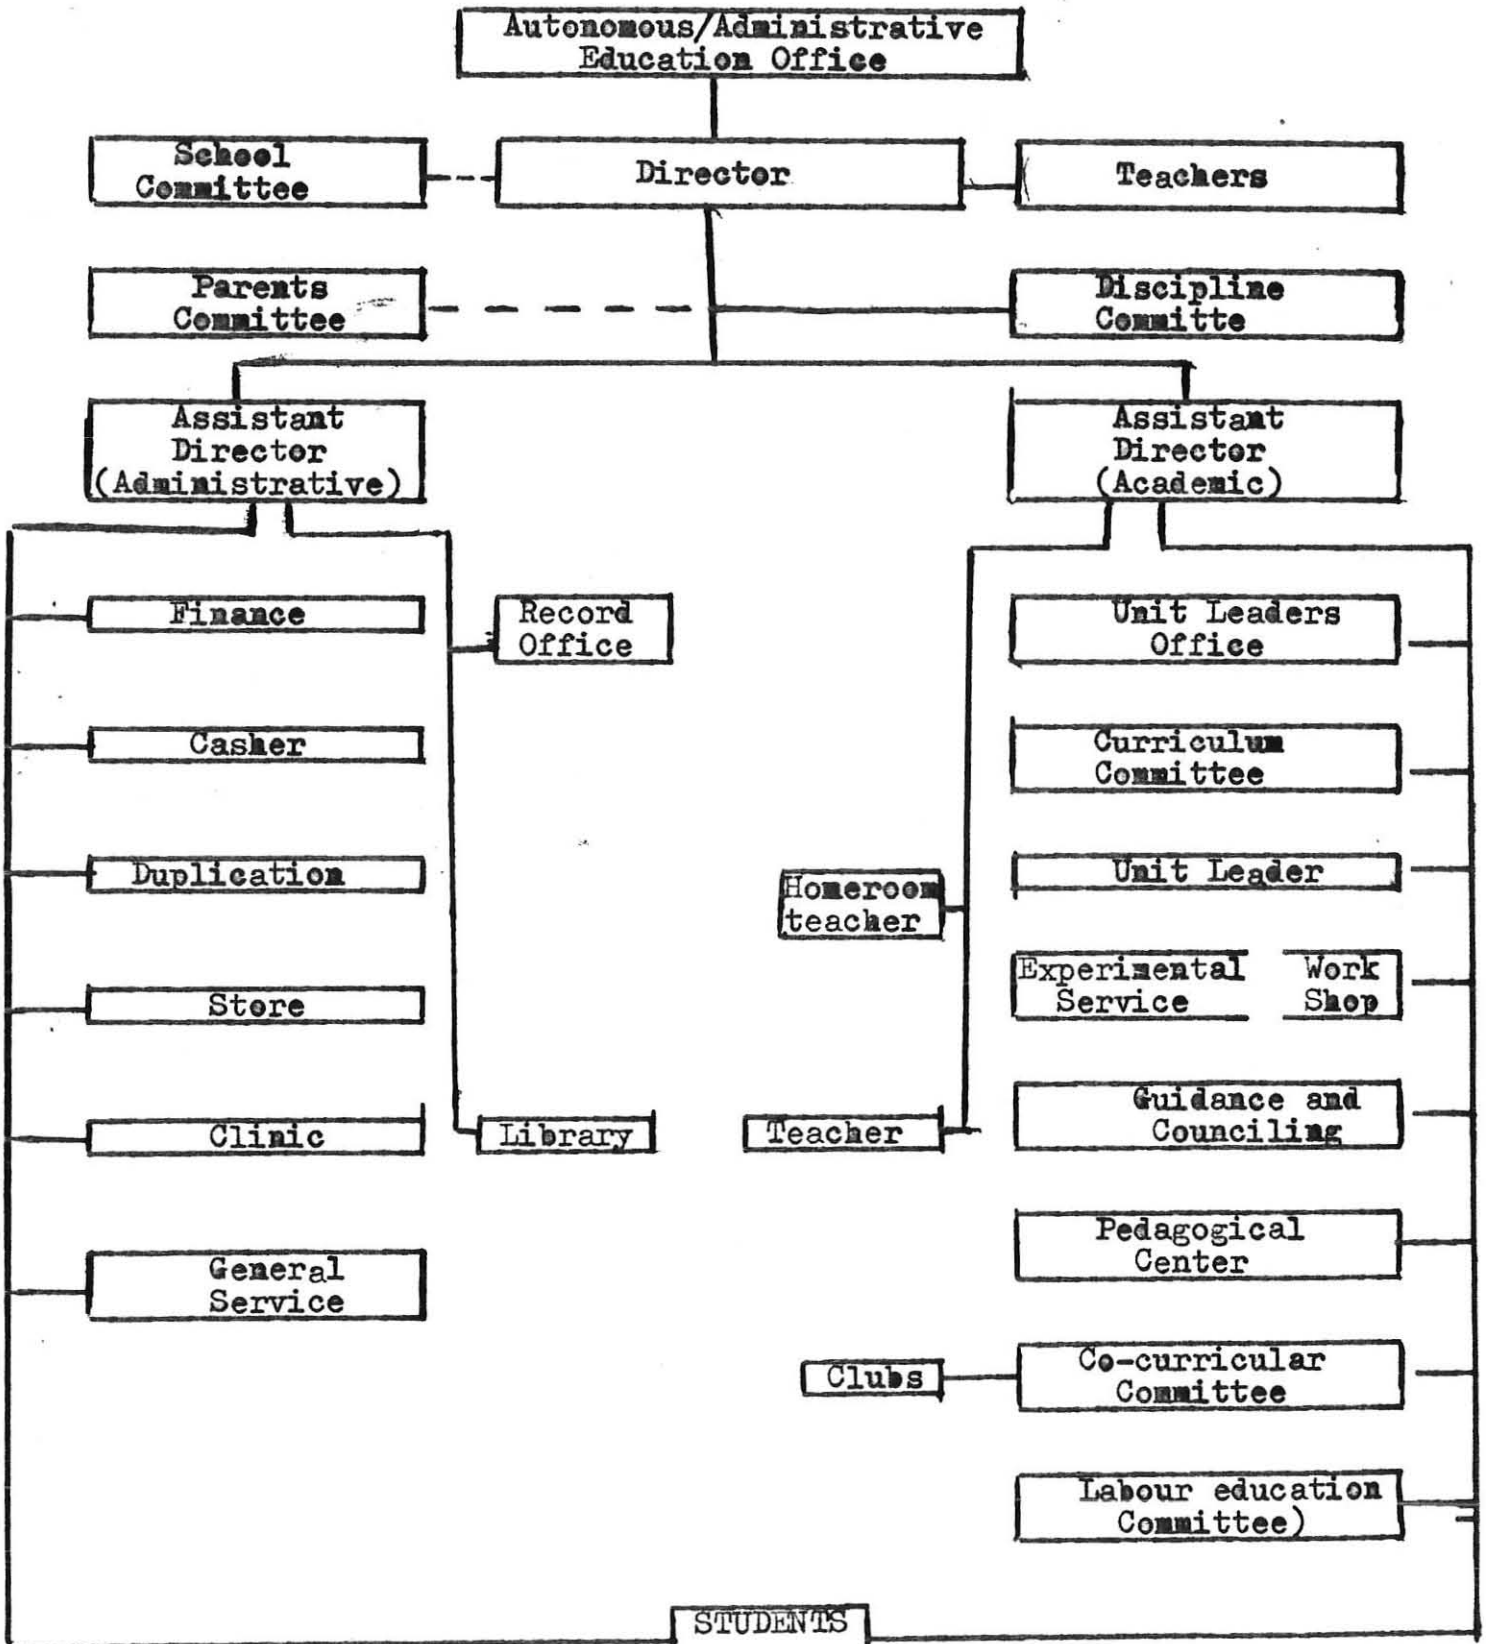 Autonomous/Administrative
Education Office
School
Committee
Director
Teachers
Parents
Committee
Discipline
Committe
Assistant
Director
(Administrative)
Assistant
Director
(Academic)
Finance
Record
Office
Unit Leaders
Office
Casher
Curriculum
Committee
Duplication
Homeroom
teacher
Unit Leader
Experimental
Service
Work
Shop
Store
Guidance and
Counciling
Clinic
Library
Teacher
Pedagogical
Center
General
Service
Clubs
Co-curricular
Committee
Labour education
Committee)
STUDENTS